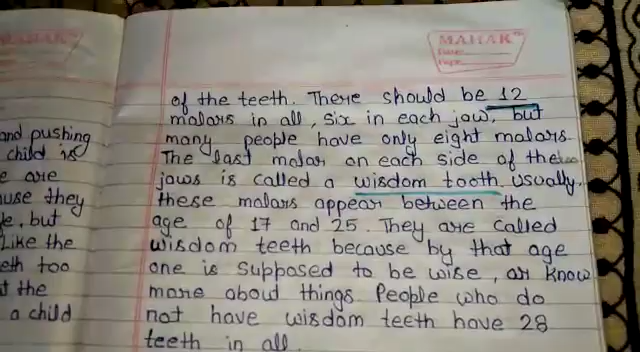 MAHAK
Date
Page
of the teeth. There should be 12
molars in all, six in each jaw, but
many people have only eight molars.
The last molar on each side of the
jaws is called a wisdom tooth usually,
these molars appear between the
age of 17 and 25. They are called
wisdom teeth because by that age
one is supposed to be wise, or know
more about things. People who do
not have wisdom teeth have 28
teeth in all.
and pushing
child is
e are
use they
but
Like the
eth too
the
a child